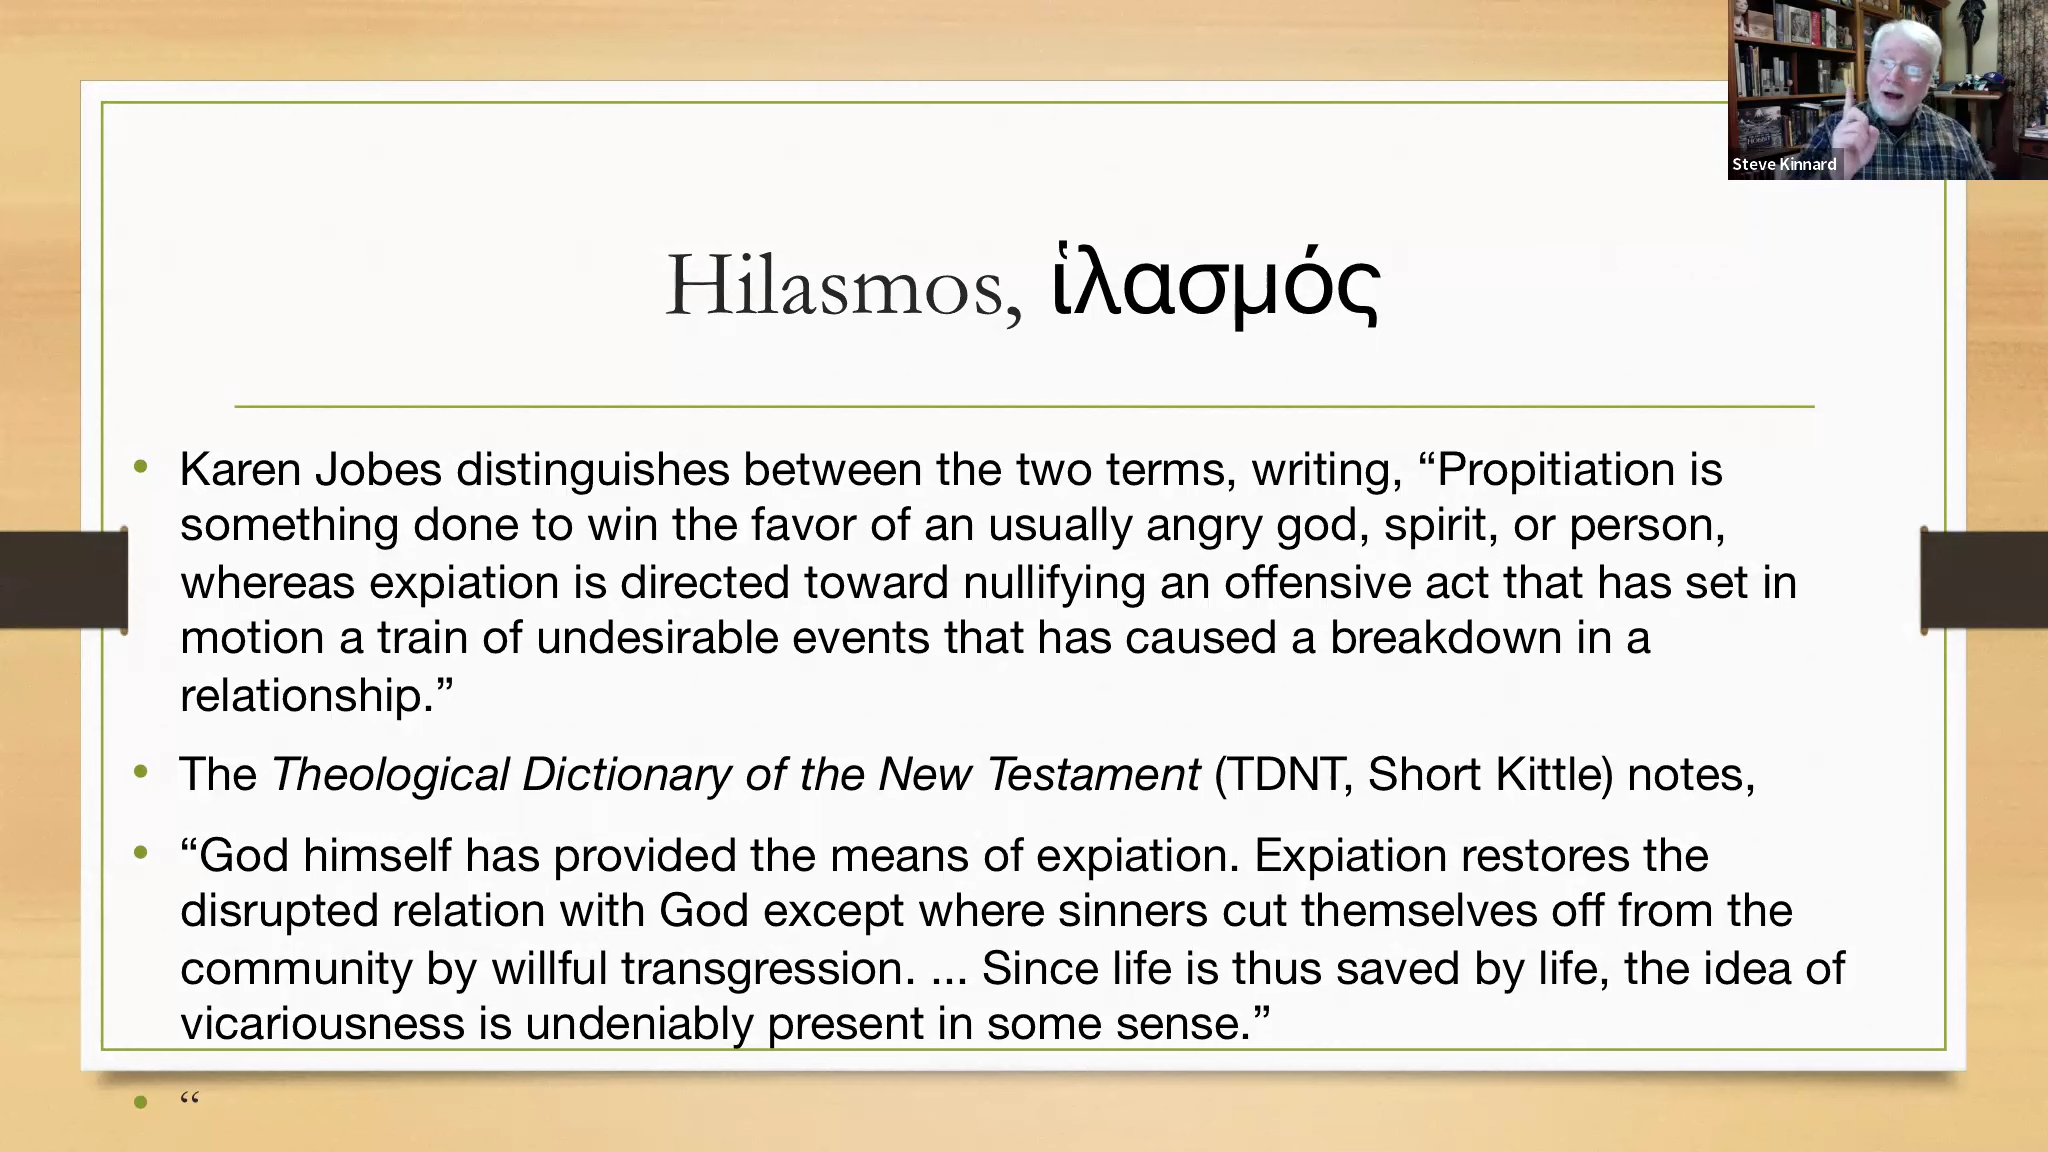 Steve Kinnard
Hilasmos, ἱλασμός
• Karen Jobes distinguishes between the two terms, writing, “Propitiation is
something done to win the favor of an usually angry god, spirit, or person,
whereas expiation is directed toward nullifying an offensive act that has set in
motion a train of undesirable events that has caused a breakdown in a
relationship.”
• The Theological Dictionary of the New Testament (TDNT, Short Kittle) notes,
• “God himself has provided the means of expiation. Expiation restores the
disrupted relation with God except where sinners cut themselves off from the
community by willful transgression. ... Since life is thus saved by life, the idea of
vicariousness is undeniably present in some sense.”
• “